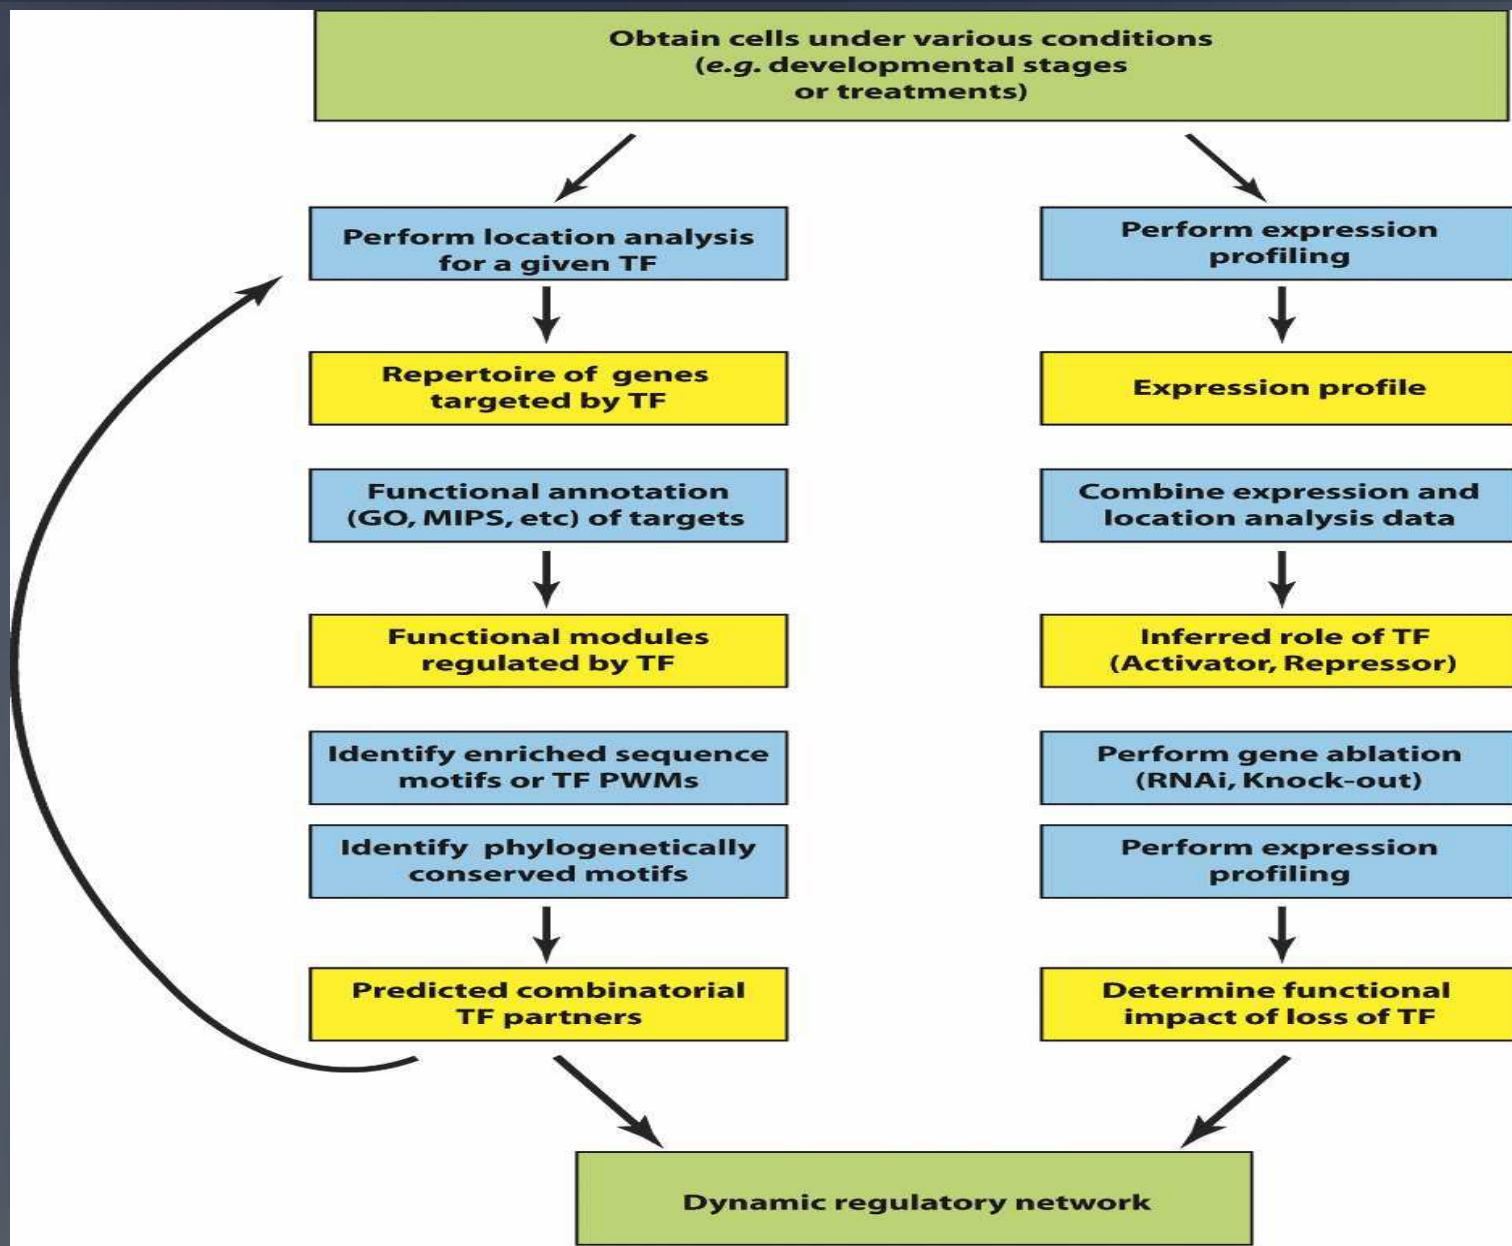 Obtain cells under various conditions
(e.g. developmental stages
or treatments)
Perform location analysis
for a given TF
Repertoire of genes
targeted by TF
Functional annotation
(GO, MIPS, etc) of targets
Functional modules
regulated by TF
Identify enriched sequence
motifs or TF PWMs
Identify phylogenetically
conserved motifs
Predicted combinatorial
TF partners
Perform expression
profiling
Expression profile
Combine expression and
location analysis data
Inferred role of TF
(Activator, Repressor)
Perform gene ablation
(RNAi, Knock-out)
Perform expression
profiling
Determine functional
impact of loss of TF
Dynamic regulatory network